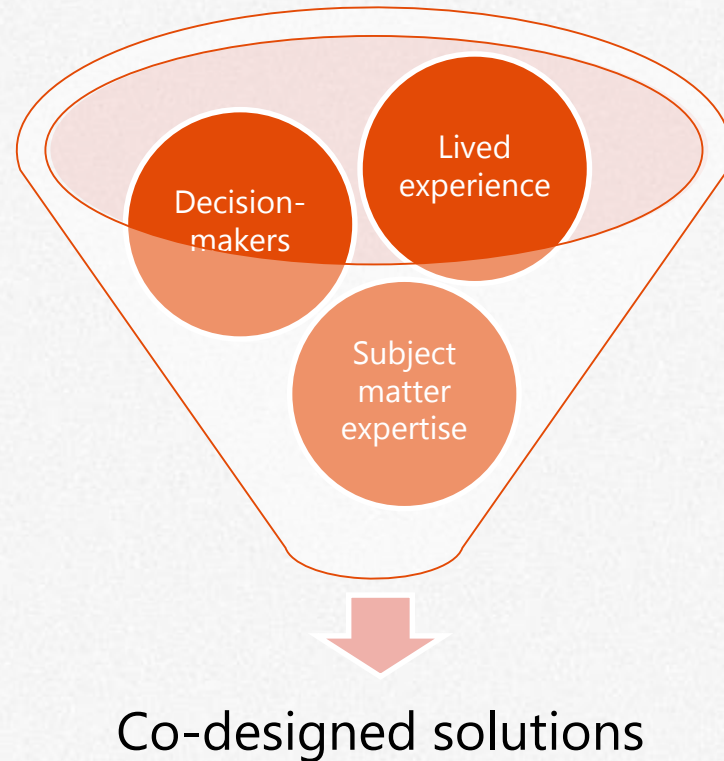 Lived
experience
Decision-
makers
Subject
matter
expertise
Co-designed solutions